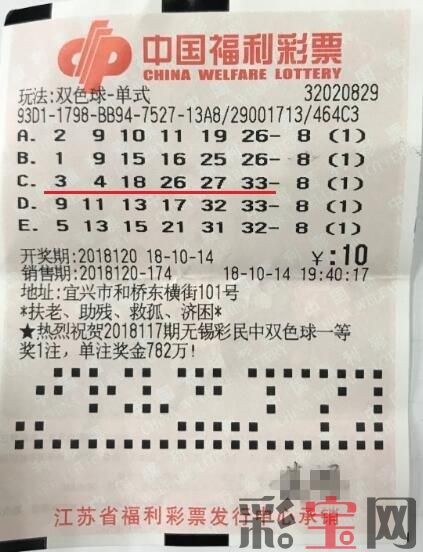 中国福利彩票
CHINA WELFARE LOTTERY
玩法:双色球-单式 32020829
93D1-1798-BB94-7527-13A8/29001713/464C3
A. 2 9 10 11 19 26- 8 (1)
B. 1 9 15 16 25 26- 8 (1)
C. 3 4 18 26 27 33- 8 (1)
D. 9 11 13 17 32 33- 8 (1)
E. 5 13 15 21 31 32- 8 (1)
开奖期:2018120 18-10-14 ¥:10
销售期:2018120-174 18-10-14 19:40:17
地址:宜兴市和桥东横街101号
*扶老、助残、救孤、济困*
★热烈祝贺2018117期无锡彩民中双色球一等
奖1注，单注奖金782万!
彩宝网
江苏省福利彩票发行中心承销